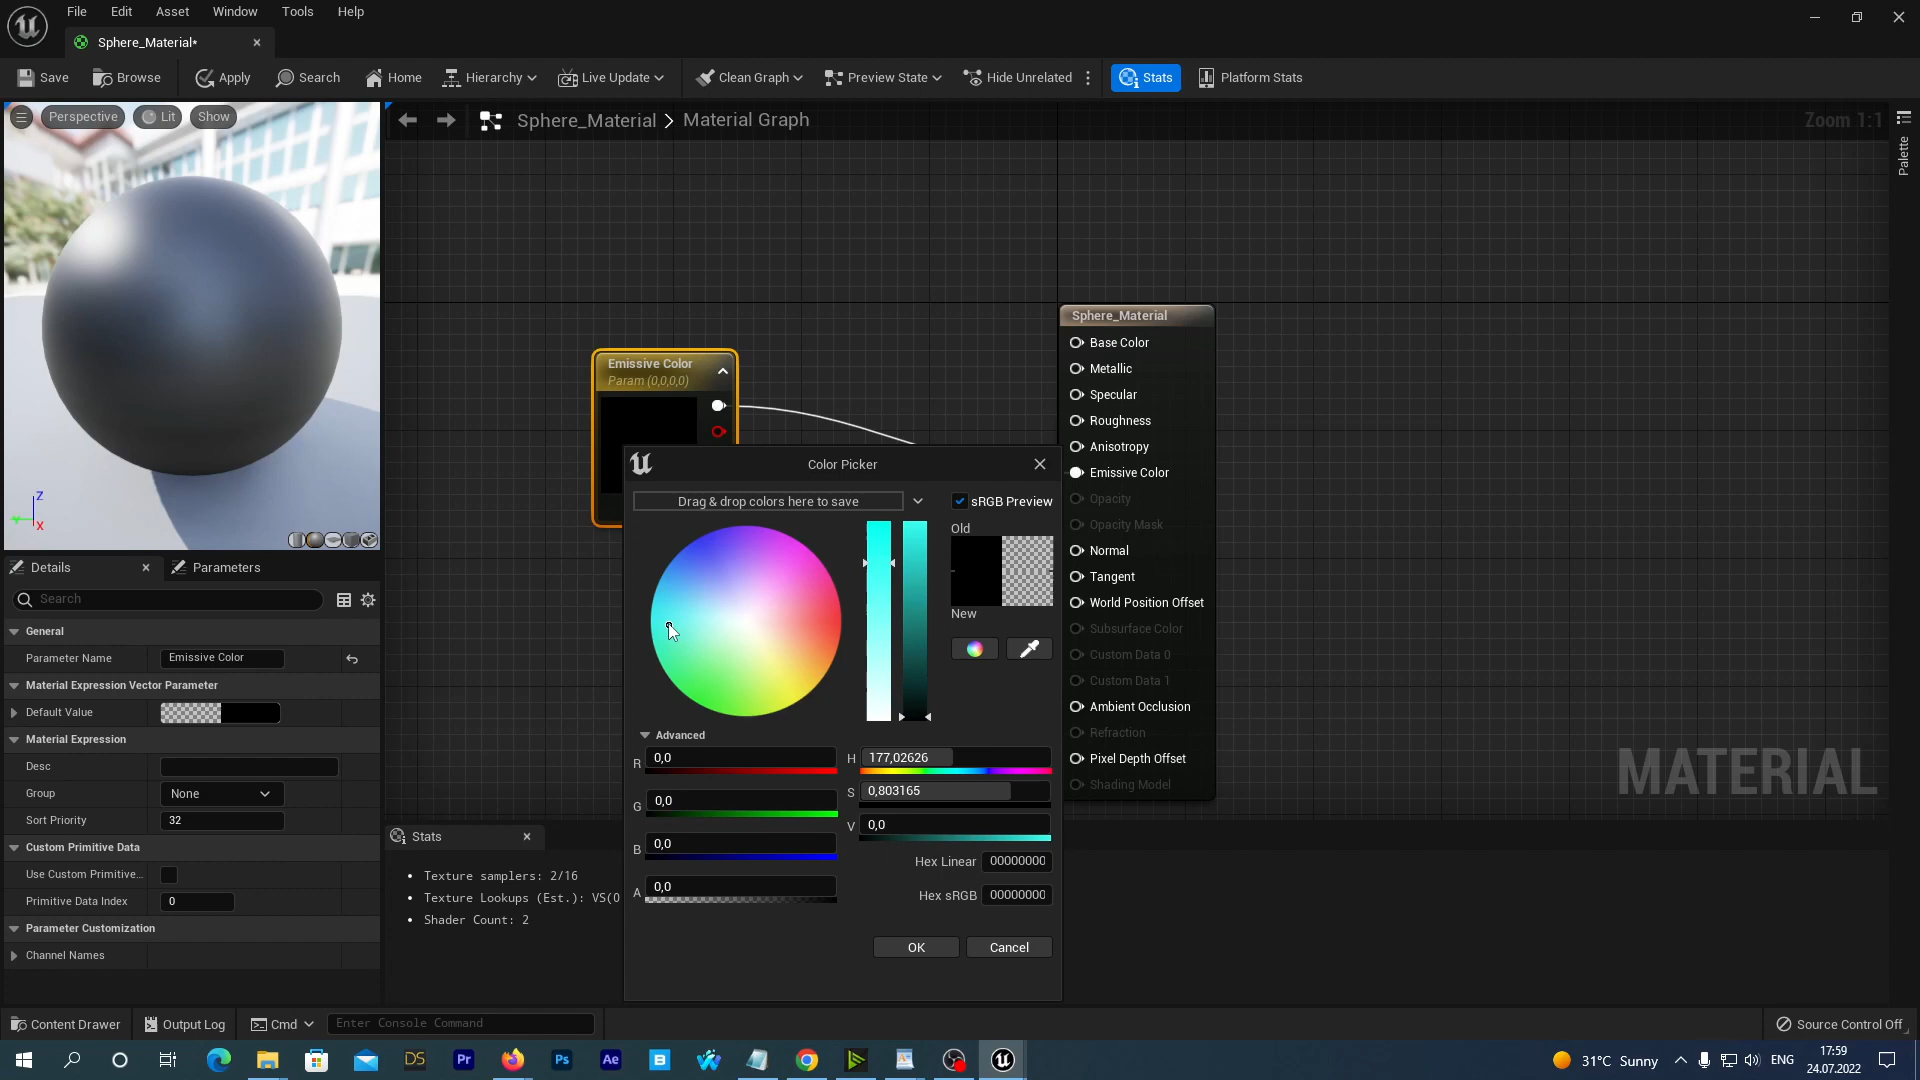 File Edit Asset Window Tools Help
Sphere_Material*
Save Browse Apply Search Home Hierarchy Live Update Clean Graph Preview State Hide Unrelated Stats Platform Stats
Perspective Lit Show
Sphere_Material > Material Graph
Zoom 1:1
Palette
Z
Y
X
Emissive Color
Param (0,0,0,0)
Sphere_Material
Base Color
Metallic
Specular
Roughness
Anisotropy
Emissive Color
Opacity
Opacity Mask
Normal
Tangent
World Position Offset
Subsurface Color
Custom Data 0
Custom Data 1
Ambient Occlusion
Refraction
Pixel Depth Offset
Shading Model
MATERIAL
Color Picker
Drag & drop colors here to save
sRGB Preview
Old
New
Advanced
R 0,0
G 0,0
B 0,0
A 0,0
H 177,02626
S 0,803165
V 0,0
Hex Linear 00000000
Hex sRGB 00000000
OK Cancel
Details Parameters
Search
General
Parameter Name Emissive Color
Material Expression Vector Parameter
Default Value
Material Expression
Desc
Group None
Sort Priority 32
Custom Primitive Data
Use Custom Primitive...
Primitive Data Index 0
Parameter Customization
Channel Names
Stats
Texture samplers: 2/16
Texture Lookups (Est.): VS(0
Shader Count: 2
Content Drawer Output Log Cmd Enter Console Command Source Control Off
DS Pr Ps Ae B
31°C Sunny ENG
17:59
24.07.2022